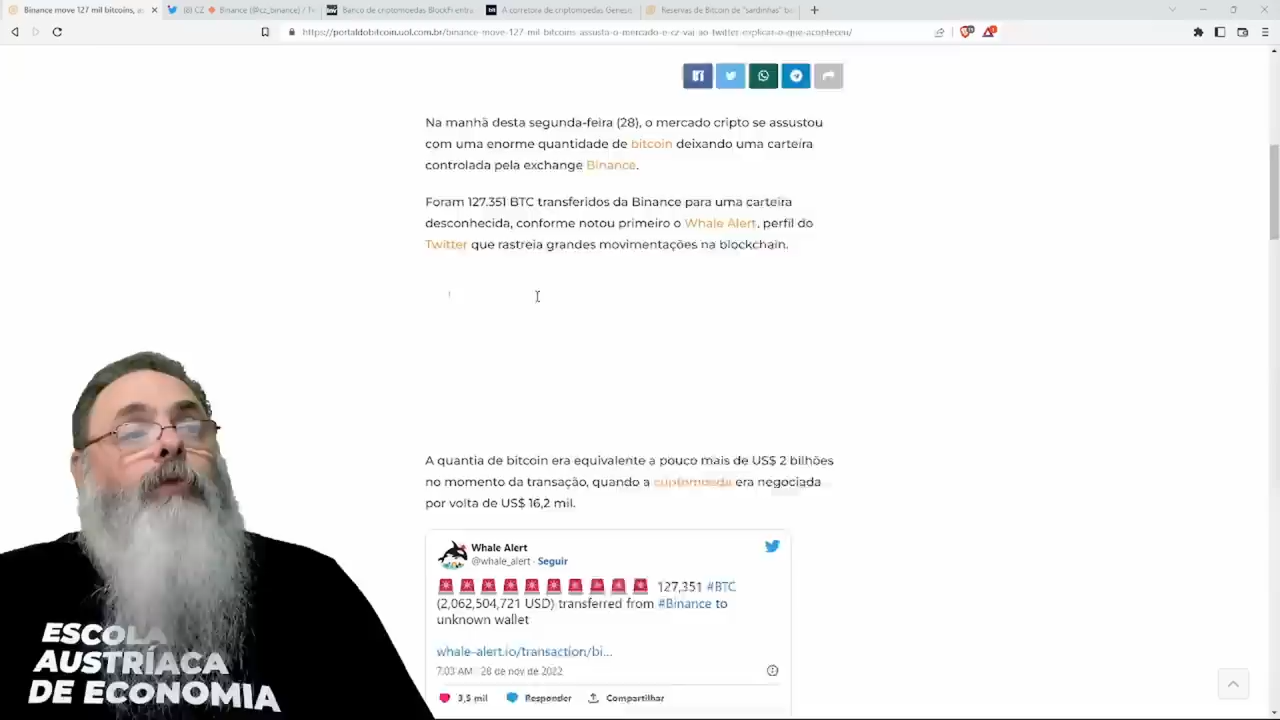 Binance move 127 mil bitcoins, as
(8) CZ Binance (@cz_binance) / Tw
Banco de criptomoedas BlockFi entra
A corretora de criptomoedas Genesis
Reservas de Bitcoin de "sardinhas" ba
https://portaldobitcoin.uol.com.br/binance-move-127-mil-bitcoins-assusta-o-mercado-e-cz-vai-ao-twitter-explicar-o-que-aconteceu/
Na manhã desta segunda-feira (28), o mercado cripto se assustou
com uma enorme quantidade de bitcoin deixando uma carteira
controlada pela exchange Binance.
Foram 127.351 BTC transferidos da Binance para uma carteira
desconhecida, conforme notou primeiro o Whale Alert, perfil do
Twitter que rastreia grandes movimentações na blockchain.
A quantia de bitcoin era equivalente a pouco mais de US$ 2 bilhões
no momento da transação, quando a criptomoeda era negociada
por volta de US$ 16,2 mil.
Whale Alert
@whale_alert · Seguir
127,351 #BTC
(2,062,504,721 USD) transferred from #Binance to
unknown wallet
whale-alert.io/transaction/bi...
7:03 AM · 28 de nov de 2022
3,5 mil Responder Compartilhar
ESCOLA
AUSTRÍACA
DE ECONOMIA